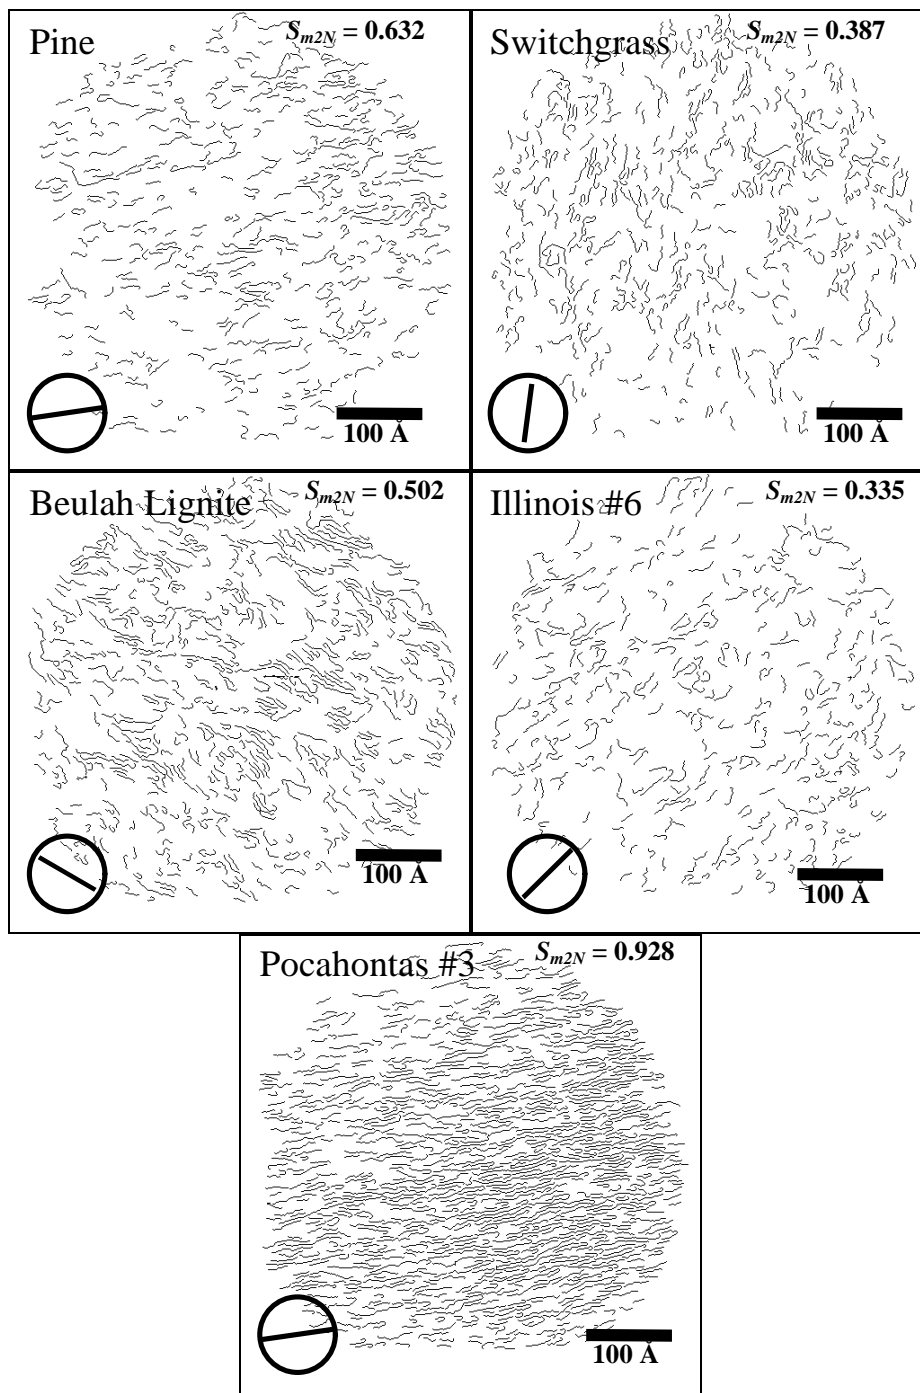 Pine
S_m2N = 0.632
100 Å
Switchgrass
S_m2N = 0.387
100 Å
Beulah Lignite
S_m2N = 0.502
100 Å
Illinois #6
S_m2N = 0.335
100 Å
Pocahontas #3
S_m2N = 0.928
100 Å